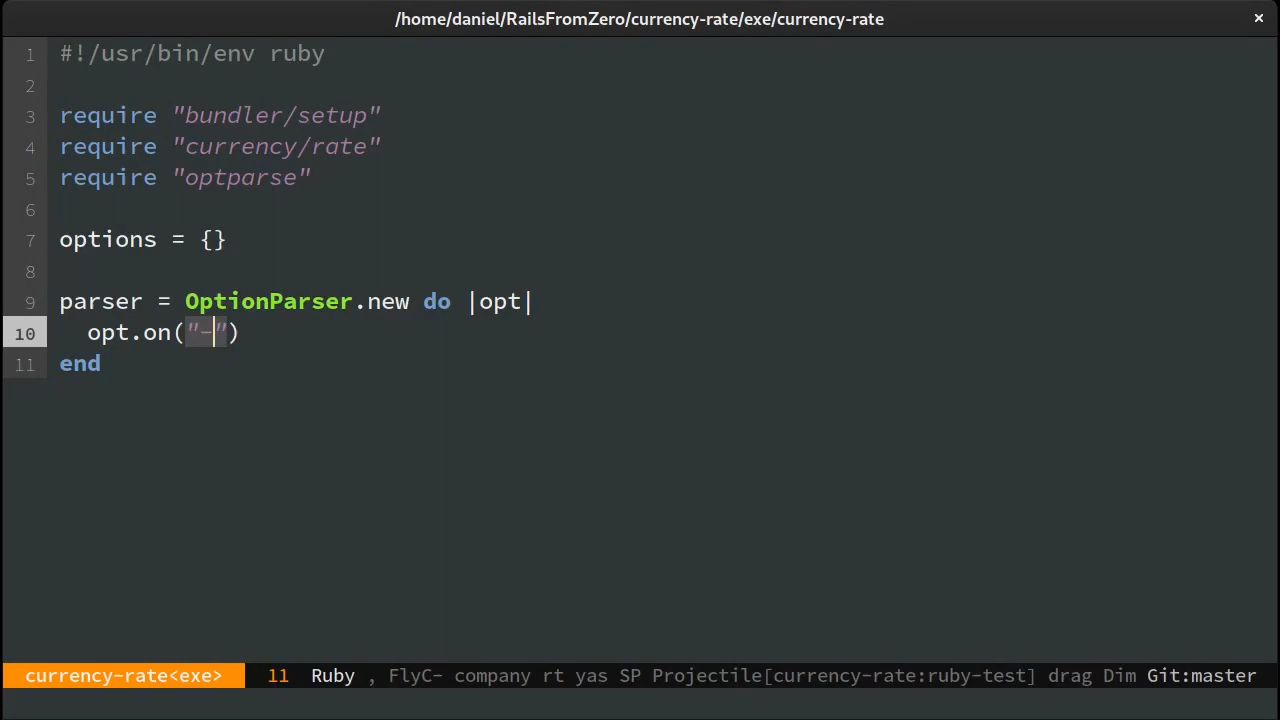 /home/daniel/RailsFromZero/currency-rate/exe/currency-rate ×
1 #!/usr/bin/env ruby
2
3 require "bundler/setup"
4 require "currency/rate"
5 require "optparse"
6
7 options = {}
8
9 parser = OptionParser.new do |opt|
10   opt.on("-")
11 end
currency-rate<exe> 11 Ruby , FlyC- company rt yas SP Projectile[currency-rate:ruby-test] drag Dim Git:master